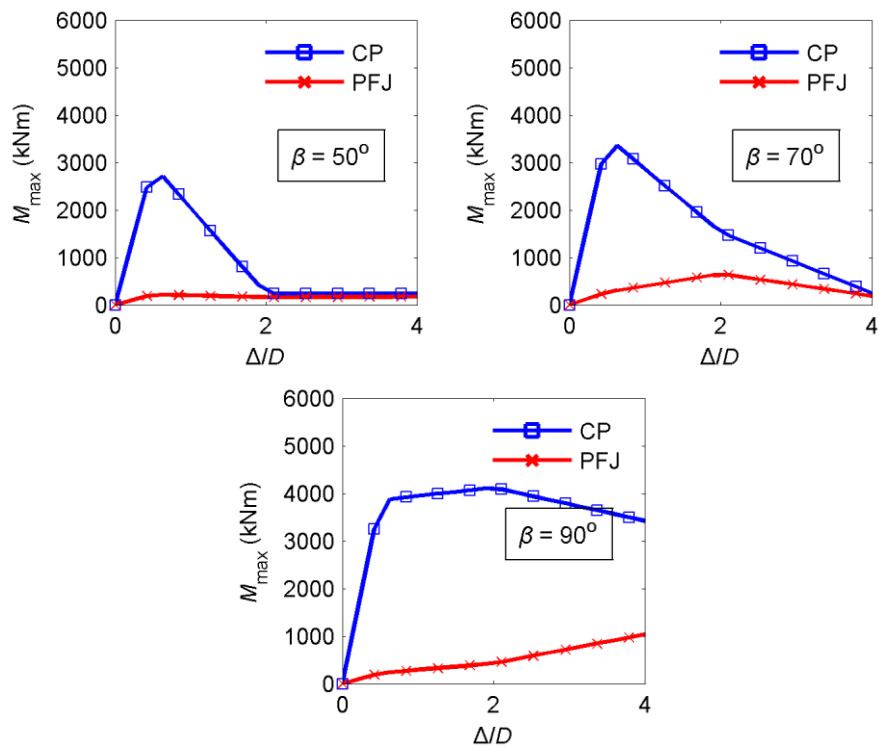 6000
5000
4000
3000
2000
1000
0
M_max (kNm)
CP
PFJ
β = 50°
0 2 4
Δ/D
6000
5000
4000
3000
2000
1000
0
M_max (kNm)
CP
PFJ
β = 70°
0 2 4
Δ/D
6000
5000
4000
3000
2000
1000
0
M_max (kNm)
CP
PFJ
β = 90°
0 2 4
Δ/D